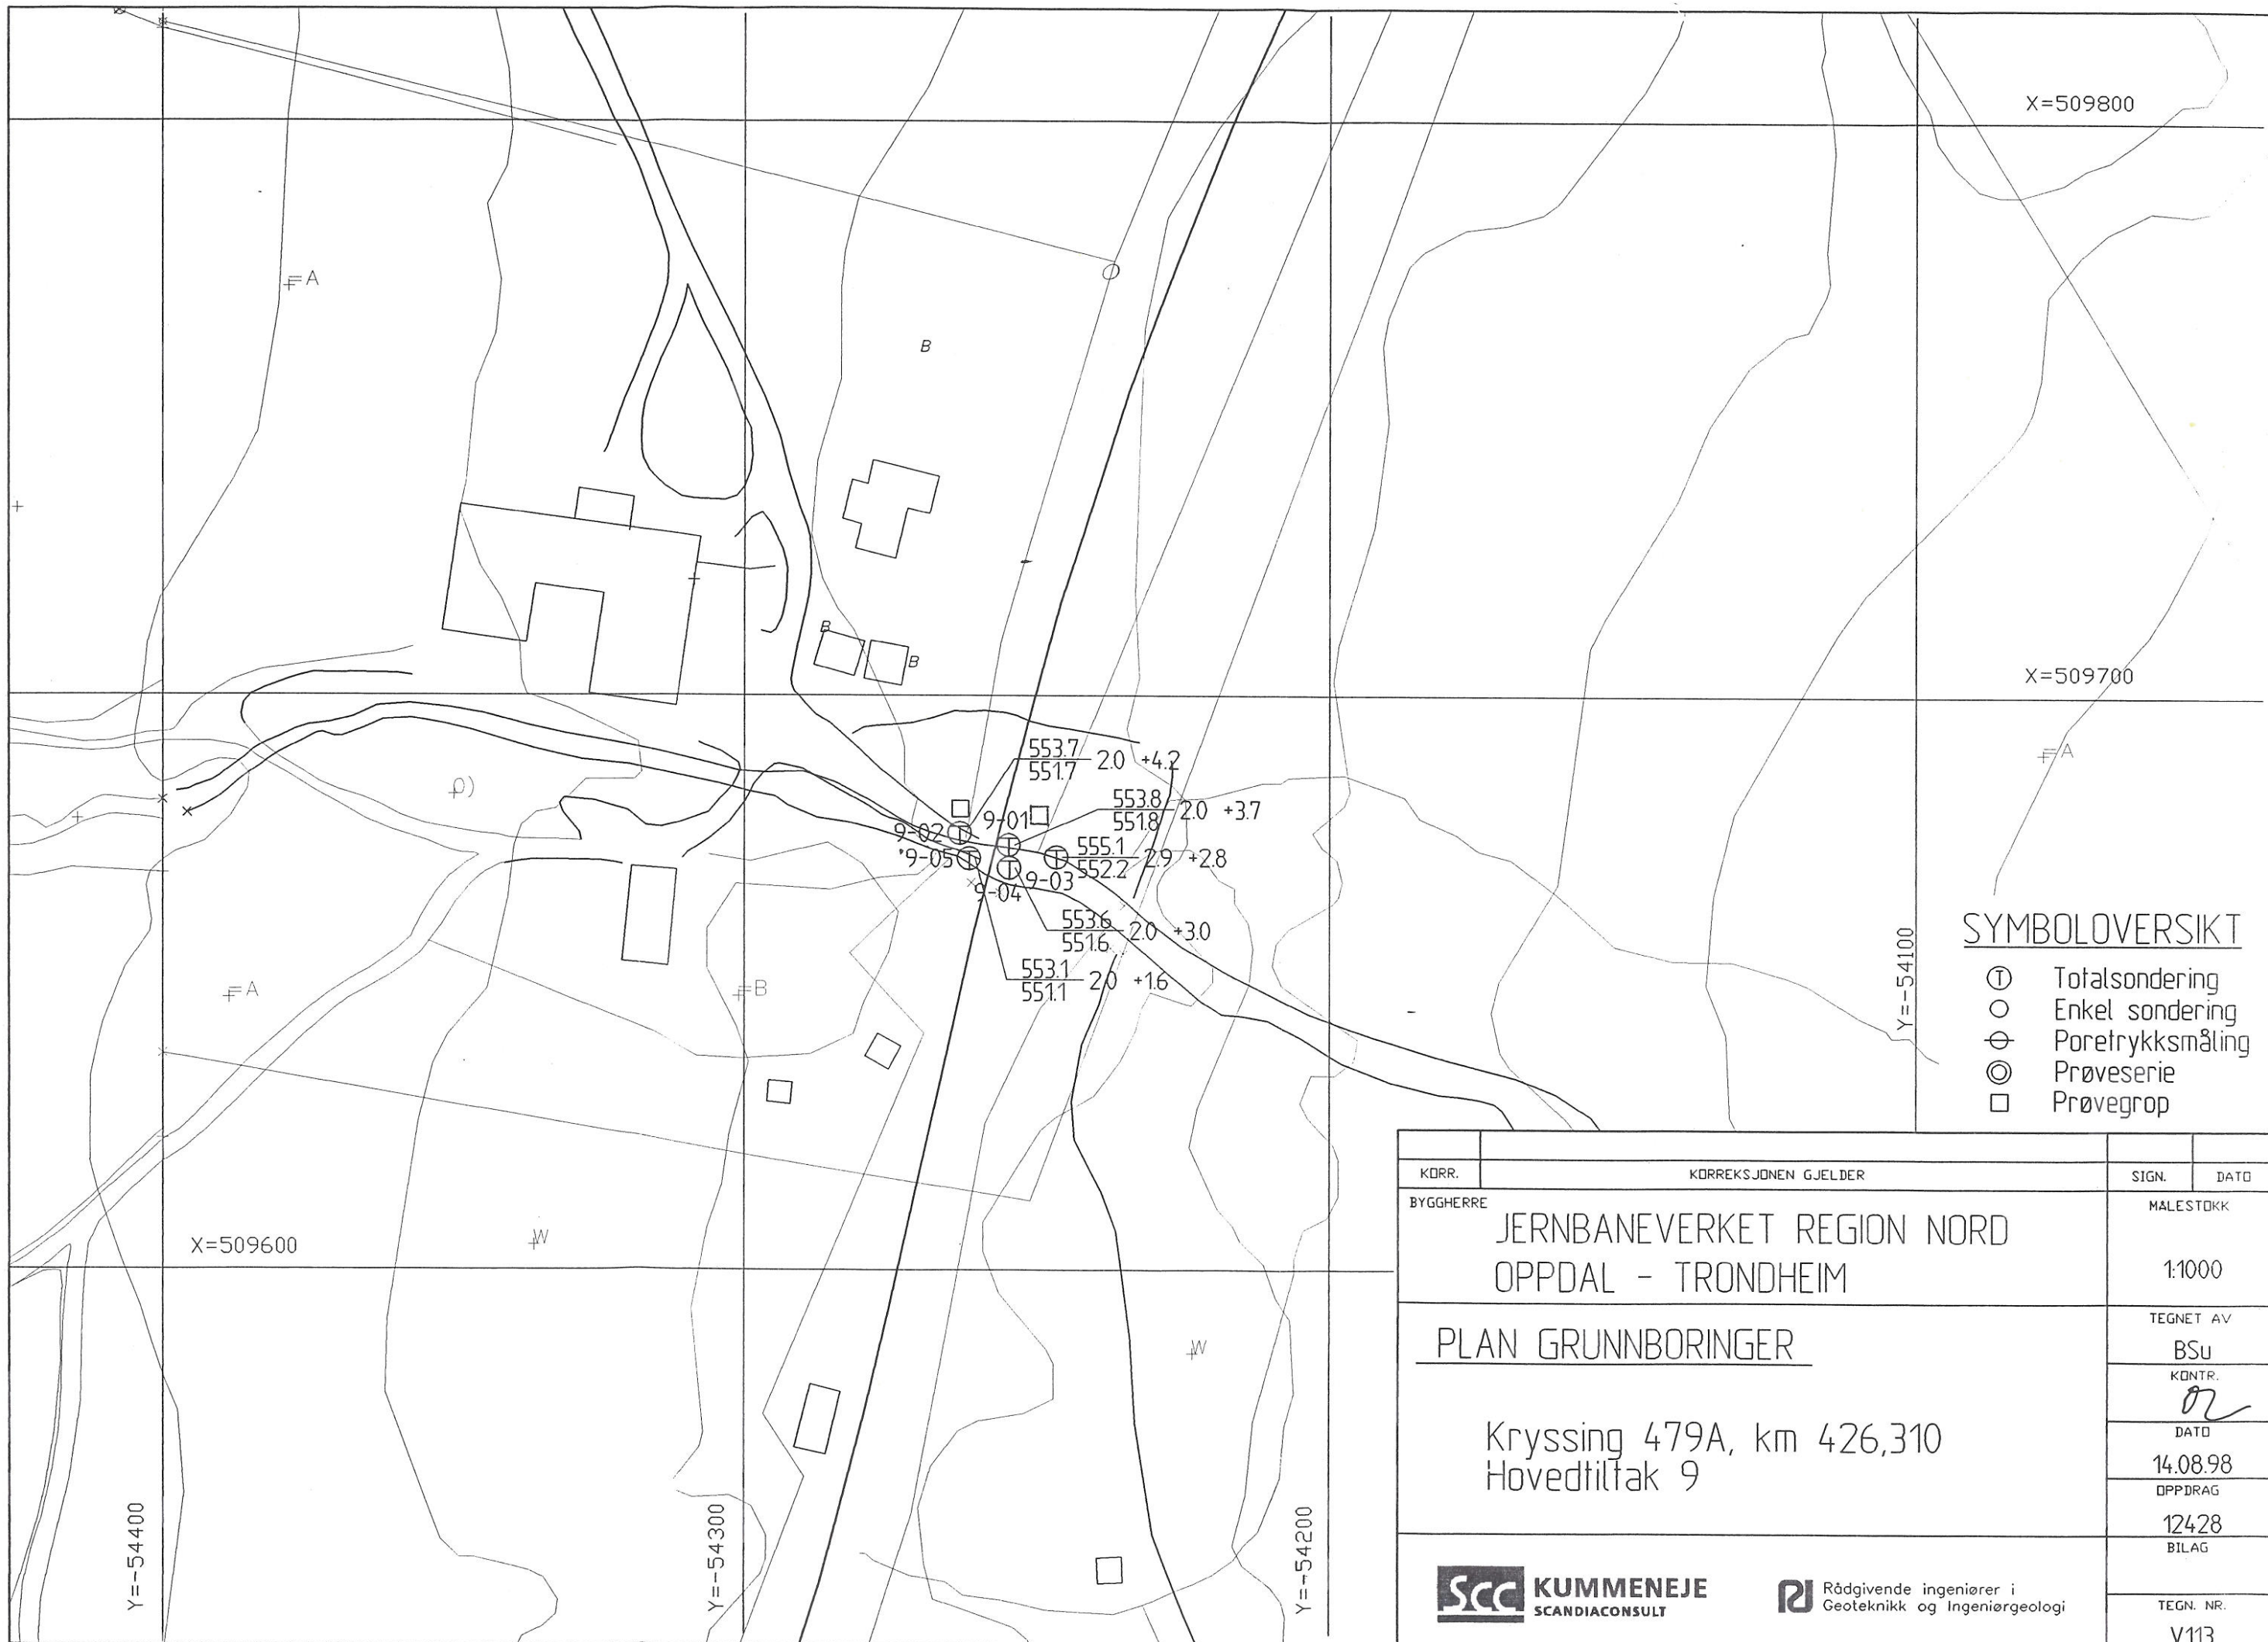 X=509800
A
B
B
B
X=509700
A
553.7
551.7
2.0 +4.2
553.8
551.8
2.0 +3.7
9-01
9-02
9-05
555.1
552.2
2.9 +2.8
9-03
9-04
553.6
551.6
2.0 +3.0
553.1
551.1
2.0 +1.6
A
B
Y=-54100
SYMBOLOVERSIKT
T Totalsondering
Enkel sondering
Poretrykksmåling
Prøveserie
Prøvegrop
X=509600
W
W
Y=-54400
Y=-54300
Y=-54200
KORR.
KORREKSJONEN GJELDER
SIGN.
DATO
BYGGHERRE
JERNBANEVERKET REGION NORD
OPPDAL - TRONDHEIM
MALESTOKK
1:1000
PLAN GRUNNBORINGER
Kryssing 479A, km 426,310
Hovedtiltak 9
TEGNET AV
BSu
KONTR.
DATO
14.08.98
OPPDRAG
12428
BILAG
TEGN. NR.
V113
SCC KUMMENEJE
SCANDIACONSULT
Rådgivende ingeniører i
Geoteknikk og Ingeniørgeologi